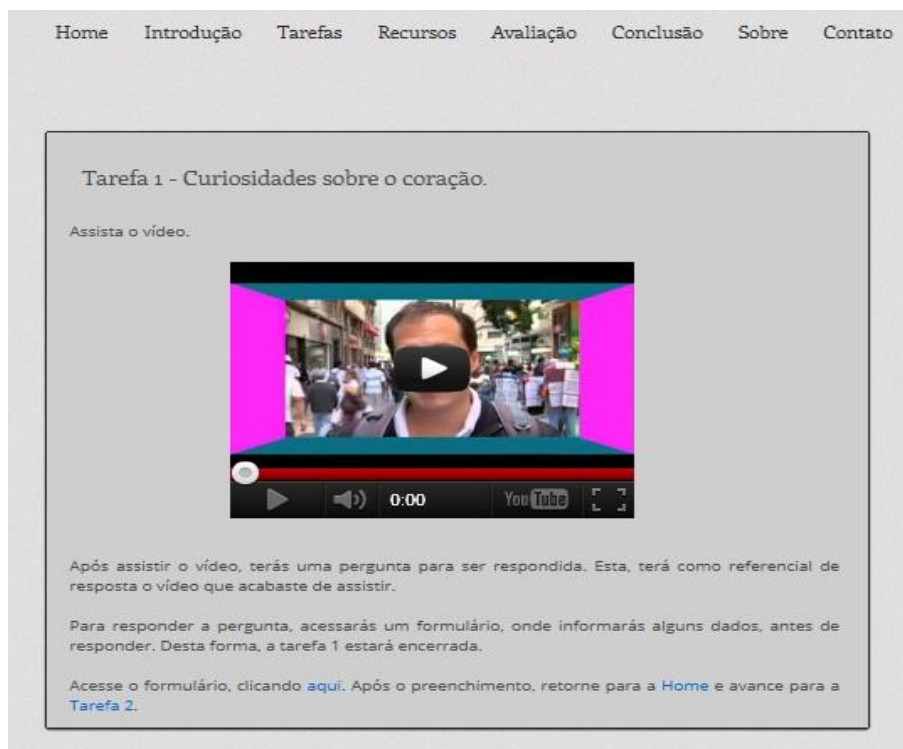 Home Introdução Tarefas Recursos Avaliação Conclusão Sobre Contato
Tarefa 1 - Curiosidades sobre o coração.
Assista o vídeo.
0:00 YouTube
Após assistir o vídeo, terás uma pergunta para ser respondida. Esta, terá como referencial de
resposta o vídeo que acabaste de assistir.
Para responder a pergunta, acessarás um formulário, onde informarás alguns dados, antes de
responder. Desta forma, a tarefa 1 estará encerrada.
Acesse o formulário, clicando aqui. Após o preenchimento, retorne para a Home e avance para a
Tarefa 2.